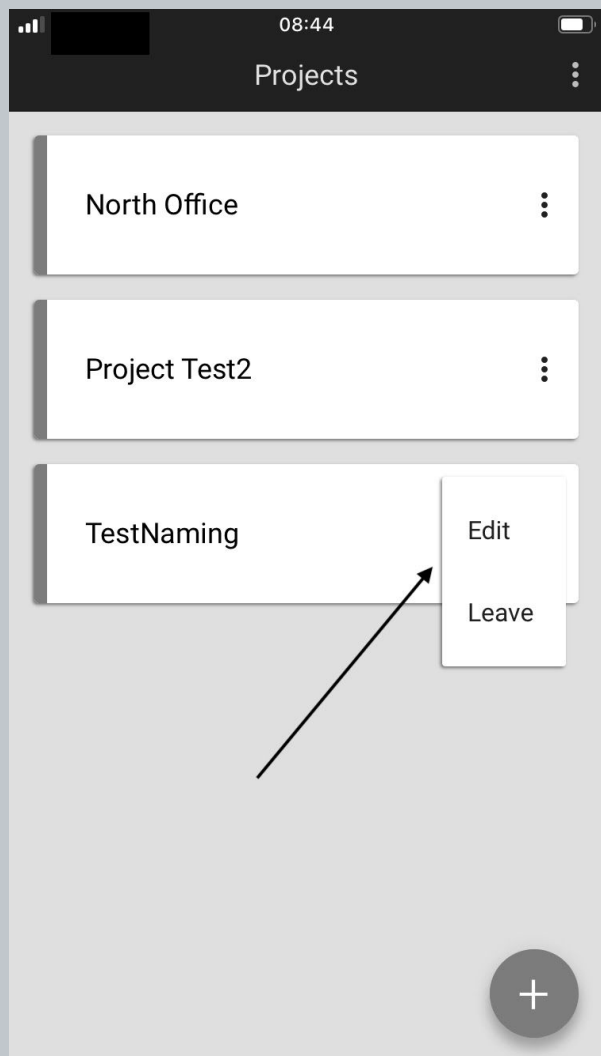 08:44
Projects
North Office
Project Test2
TestNaming
Edit
Leave